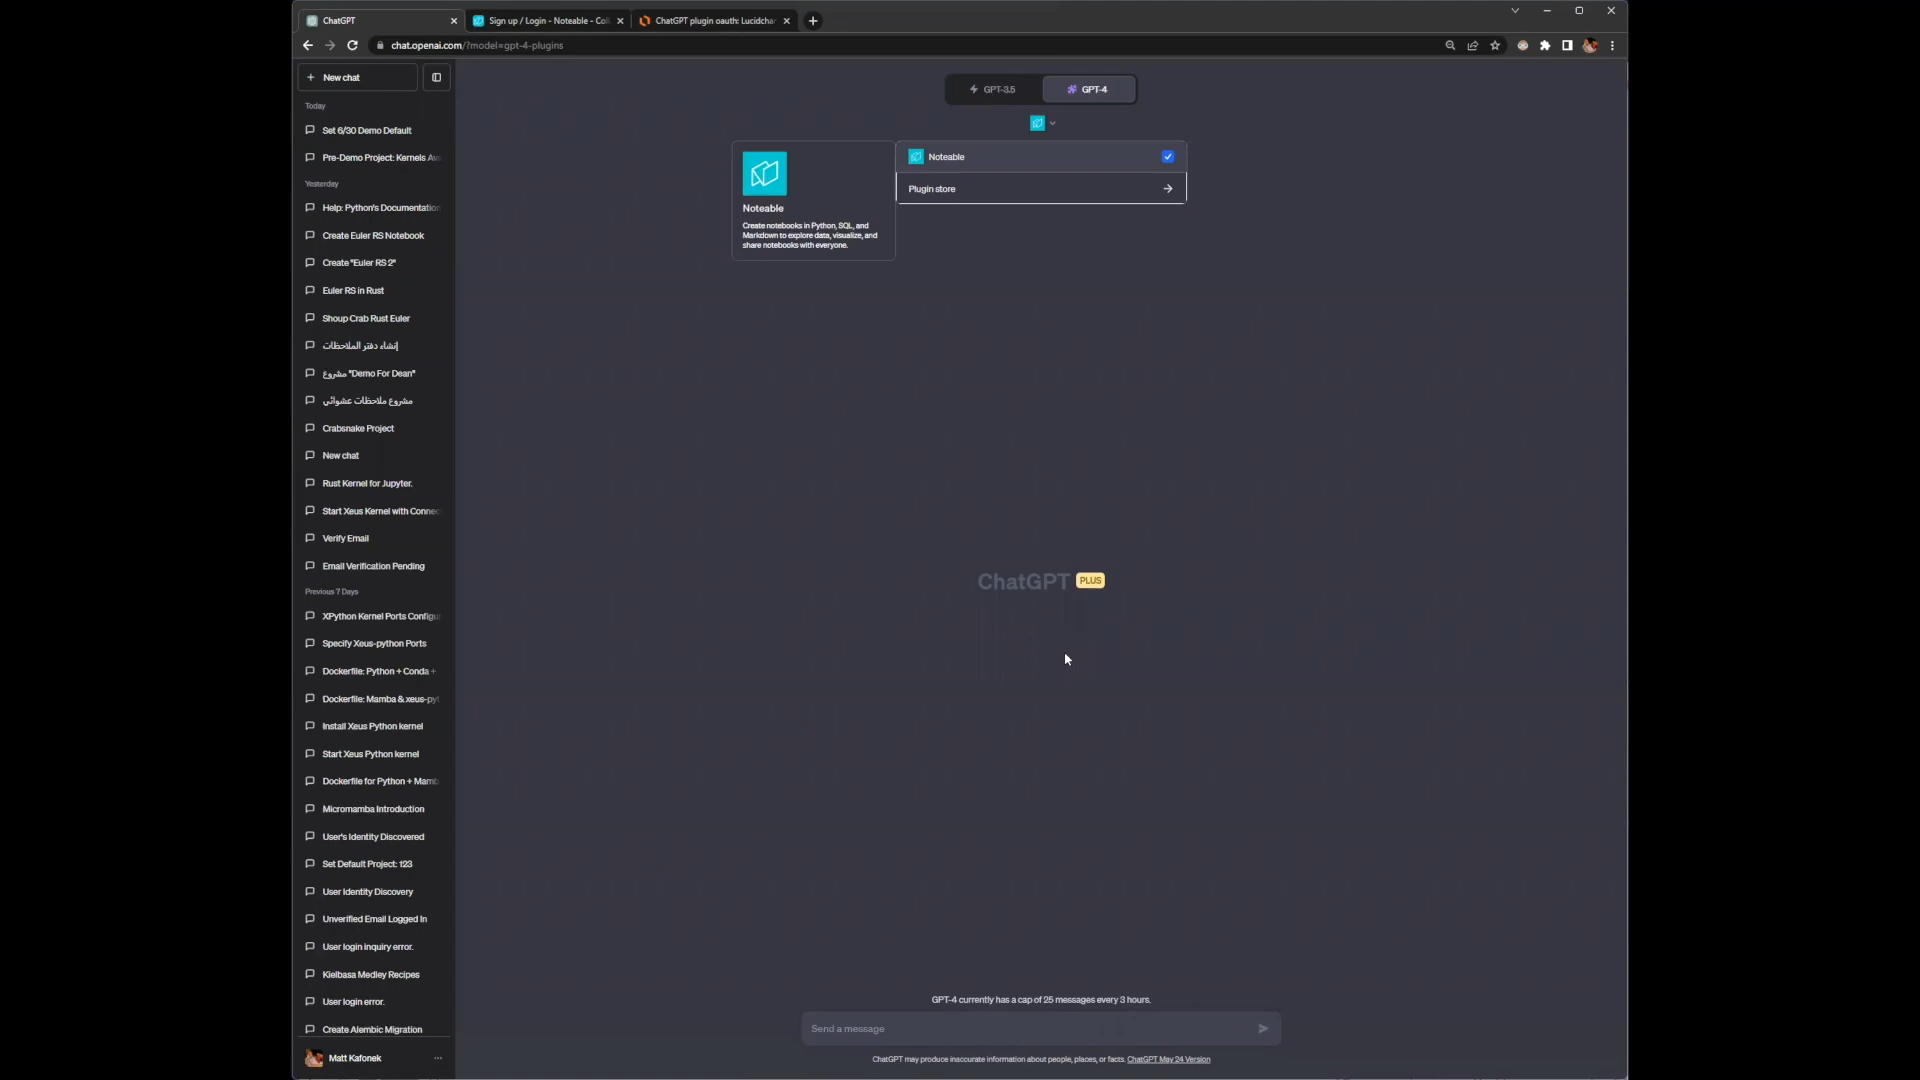 ChatGPT
Sign up / Login - Noteable - Col
ChatGPT plugin oauth: Lucidchar
chat.openai.com/?model=gpt-4-plugins
New chat
Today
Set 6/30 Demo Default
Pre-Demo Project: Kernels Av
Yesterday
Help: Python's Documentation
Create Euler RS Notebook
Create "Euler RS 2"
Euler RS in Rust
Shoup Crab Rust Euler
إنشاء دفتر الملاحظات
مشروع "Demo For Dean"
مشروع ملاحظات عشوائي
Crabsnake Project
New chat
Rust Kernel for Jupyter.
Start Xeus Kernel with Connec
Verify Email
Email Verification Pending
Previous 7 Days
XPython Kernel Ports Configu
Specify Xeus-python Ports
Dockerfile: Python + Conda +
Dockerfile: Mamba & xeus-pyt
Install Xeus Python kernel
Start Xeus Python kernel
Dockerfile for Python + Mamb
Micromamba Introduction
User's Identity Discovered
Set Default Project: 123
User Identity Discovery
Unverified Email Logged In
User login inquiry error.
Kielbasa Medley Recipes
User login error.
Create Alembic Migration
Matt Kafonek
GPT-3.5
GPT-4
Noteable
Create notebooks in Python, SQL, and
Markdown to explore data, visualize, and
share notebooks with everyone.
Noteable
Plugin store
ChatGPT PLUS
GPT-4 currently has a cap of 25 messages every 3 hours.
Send a message
ChatGPT may produce inaccurate information about people, places, or facts. ChatGPT May 24 Version